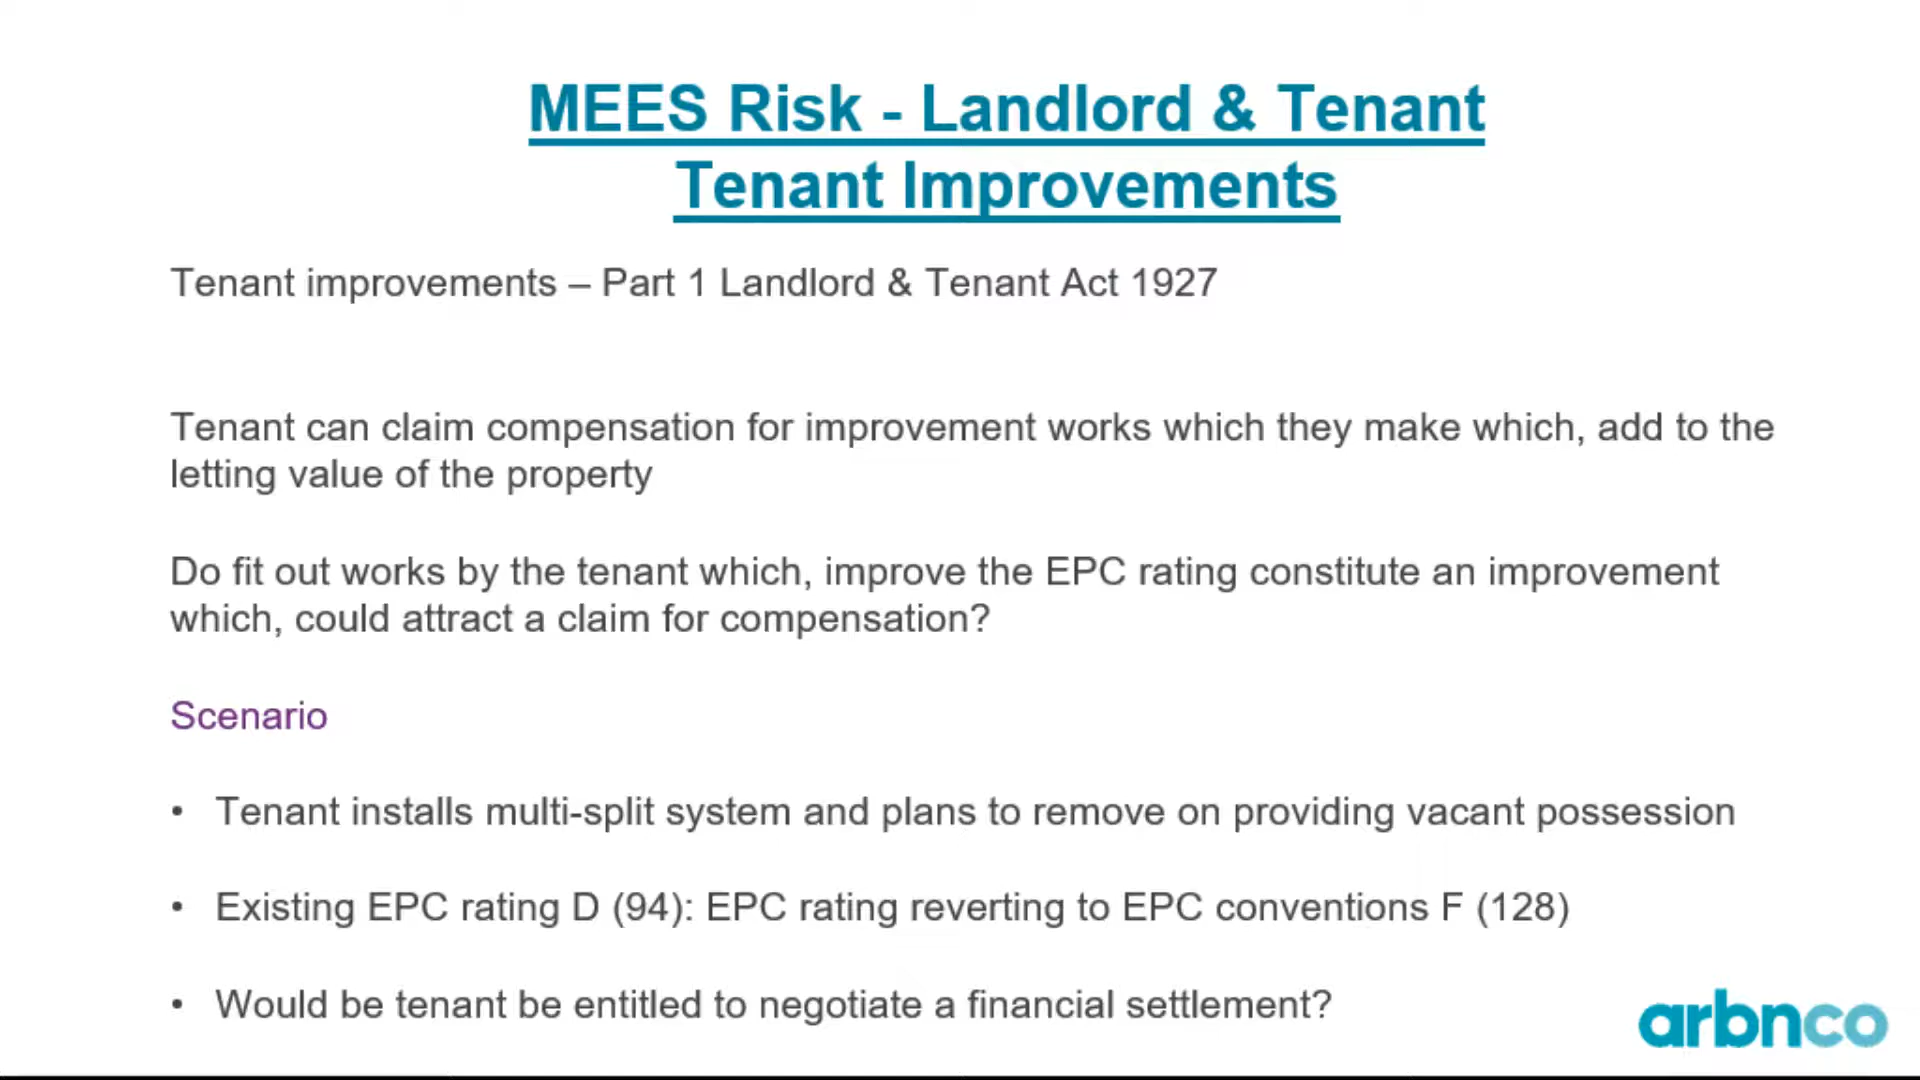 MEES Risk - Landlord & Tenant
Tenant Improvements
Tenant improvements – Part 1 Landlord & Tenant Act 1927
Tenant can claim compensation for improvement works which they make which, add to the
letting value of the property
Do fit out works by the tenant which, improve the EPC rating constitute an improvement
which, could attract a claim for compensation?
Scenario
• Tenant installs multi-split system and plans to remove on providing vacant possession
• Existing EPC rating D (94): EPC rating reverting to EPC conventions F (128)
• Would be tenant be entitled to negotiate a financial settlement?
arbnco